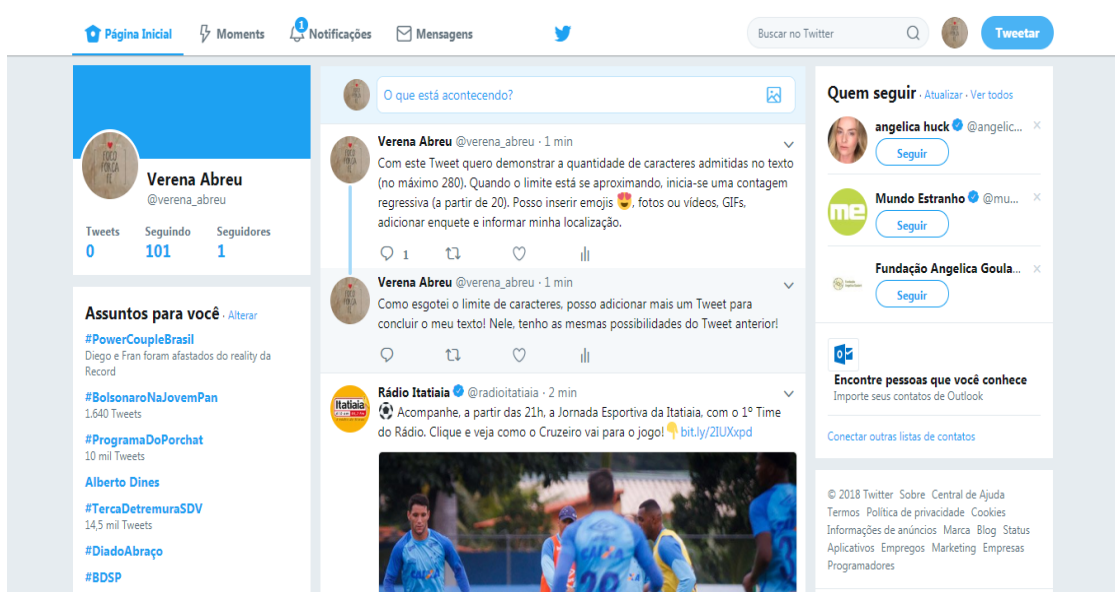 Página Inicial
Moments
1
Notificações
Mensagens
Buscar no Twitter
Tweetar
FOCO
FORÇA
FÉ
Verena Abreu
@verena_abreu
Tweets Seguindo Seguidores
0 101 1
Assuntos para você · Alterar
#PowerCoupleBrasil
Diego e Fran foram afastados do reality da
Record
#BolsonaroNaJovemPan
1.640 Tweets
#ProgramaDoPorchat
10 mil Tweets
Alberto Dines
#TercaDetremuraSDV
14,5 mil Tweets
#DiadoAbraço
#BDSP
O que está acontecendo?
Verena Abreu @verena_abreu · 1 min
Com este Tweet quero demonstrar a quantidade de caracteres admitidas no texto
(no máximo 280). Quando o limite está se aproximando, inicia-se uma contagem
regressiva (a partir de 20). Posso inserir emojis 😍, fotos ou vídeos, GIFs,
adicionar enquete e informar minha localização.
1
Verena Abreu @verena_abreu · 1 min
Como esgotei o limite de caracteres, posso adicionar mais um Tweet para
concluir o meu texto! Nele, tenho as mesmas possibilidades do Tweet anterior!
Itatiaia
Rádio Itatiaia @radioitatiaia · 2 min
⚽ Acompanhe, a partir das 21h, a Jornada Esportiva da Itatiaia, com o 1º Time
do Rádio. Clique e veja como o Cruzeiro vai para o jogo! 👇 bit.ly/2IUXxpd
CAIXA
CAIXA
20
Quem seguir · Atualizar · Ver todos
angelica huck @angelic...
Seguir
me
Mundo Estranho @mu...
Seguir
Fundação Angelica Goula...
Seguir
Encontre pessoas que você conhece
Importe seus contatos de Outlook
Conectar outras listas de contatos
© 2018 Twitter Sobre Central de Ajuda
Termos Política de privacidade Cookies
Informações de anúncios Marca Blog Status
Aplicativos Empregos Marketing Empresas
Programadores